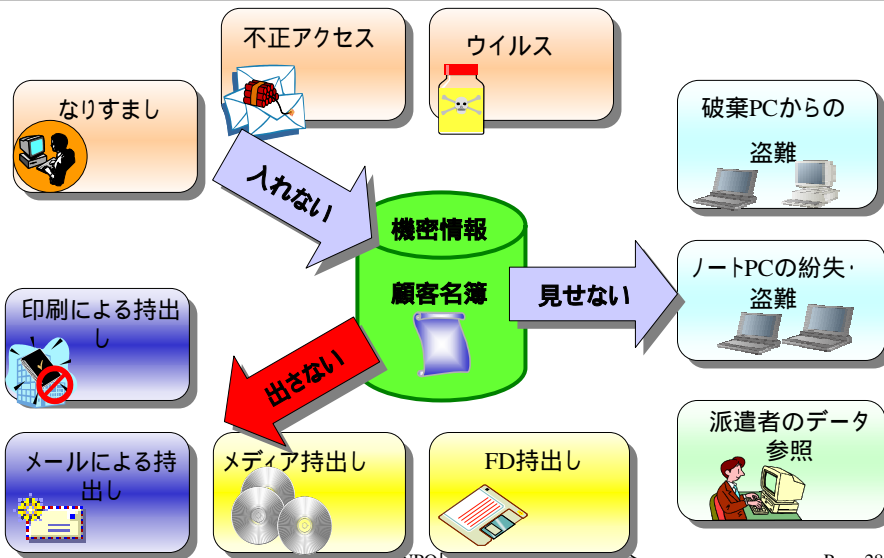 不正アクセス
ウイルス
なりすまし
破棄PCからの
盗難
入れない
機密情報
顧客名簿
見せない
ノートPCの紛失・
盗難
印刷による持出
し
出さない
派遣者のデータ
参照
メールによる持
出し
メディア持出し
FD持出し